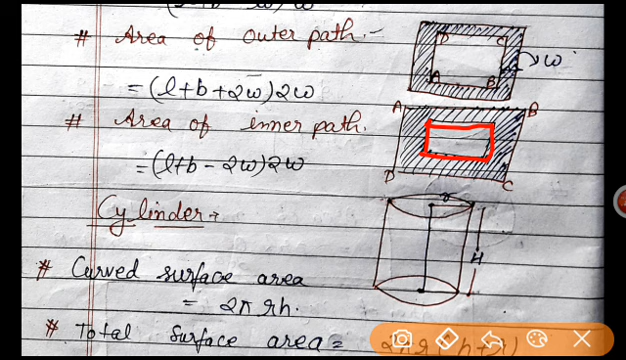 # Area of outer path :-
D C
w
A B
= (l+b+2w)2w
# Area of inner path.
A B
= (l+b-2w)2w
D C
Cylinder :
H
# Curved surface area
= 2πrh.
# Total surface area =